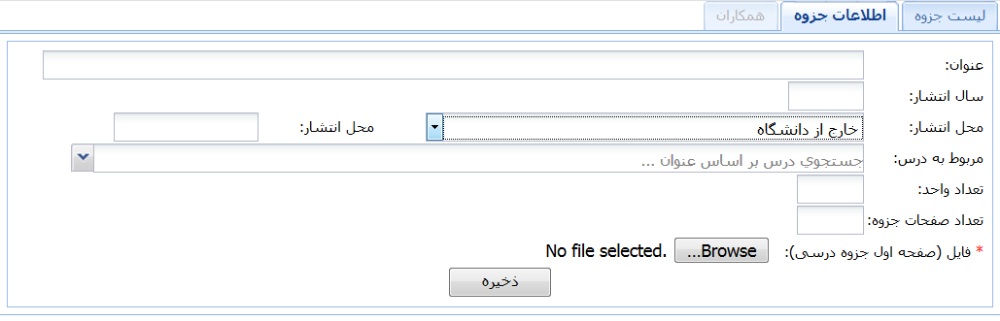 لیست جزوه اطلاعات جزوه همکاران
عنوان:
سال انتشار:
محل انتشار: خارج از دانشگاه محل انتشار:
مربوط به درس: جستجوي درس بر اساس عنوان ...
تعداد واحد:
تعداد صفحات جزوه:
* فایل (صفحه اول جزوه درسی): Browse... No file selected.
ذخیره